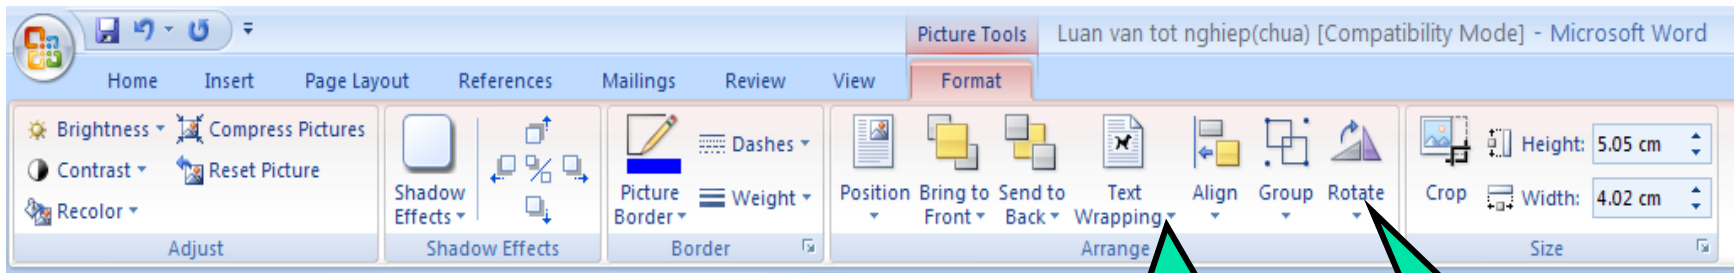 Picture Tools Luan van tot nghiep(chua) [Compatibility Mode] - Microsoft Word
Home Insert Page Layout References Mailings Review View Format
Brightness Compress Pictures
Contrast Reset Picture
Recolor
Adjust
Shadow
Effects
Shadow Effects
Picture
Border
Dashes
Weight
Border
Position
Bring to
Front
Send to
Back
Text
Wrapping
Align
Group
Rotate
Arrange
Crop
Height: 5.05 cm
Width: 4.02 cm
Size